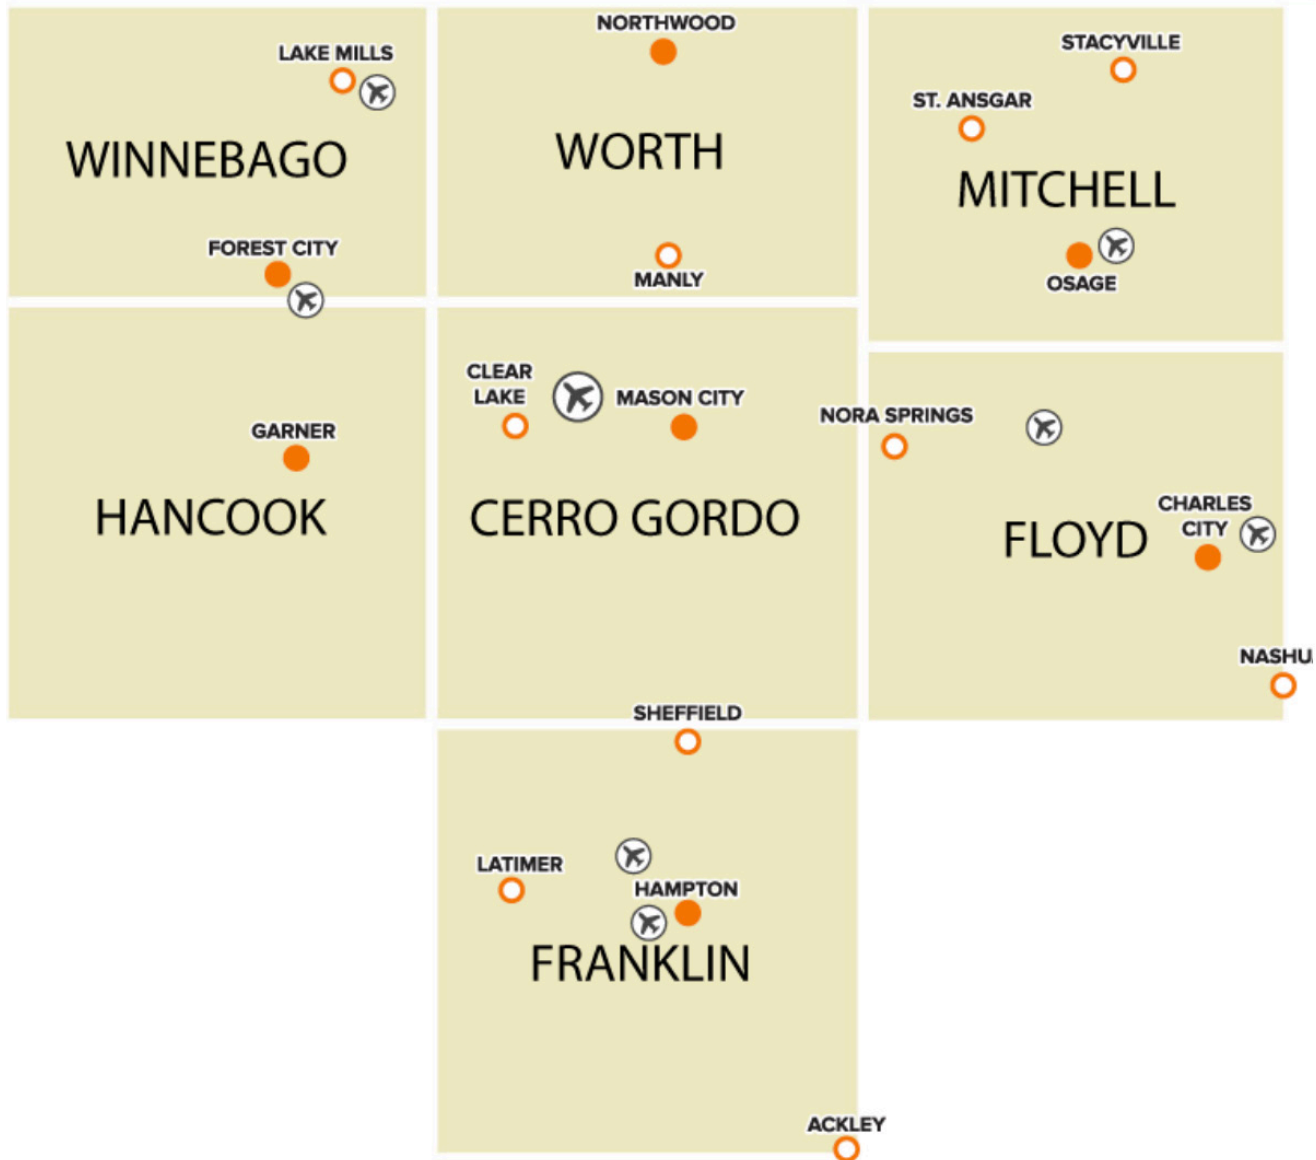 NORTHWOOD
LAKE MILLS
STACYVILLE
ST. ANSGAR
WINNEBAGO
WORTH
MITCHELL
FOREST CITY
MANLY
OSAGE
CLEAR
LAKE
MASON CITY
NORA SPRINGS
GARNER
HANCOOK
CERRO GORDO
CHARLES
CITY
FLOYD
NASHU
SHEFFIELD
LATIMER
HAMPTON
FRANKLIN
ACKLEY